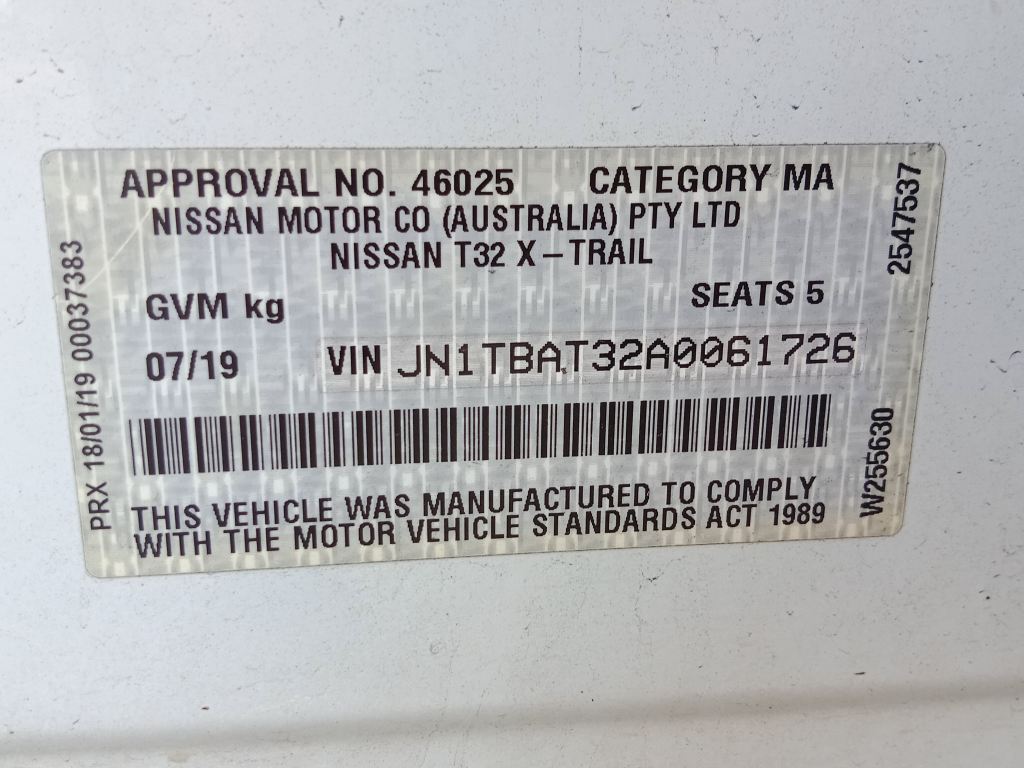 APPROVAL NO. 46025 CATEGORY MA
NISSAN MOTOR CO (AUSTRALIA) PTY LTD
NISSAN T32 X-TRAIL
GVM kg SEATS 5
07/19 VIN JN1TBAT32A0061726
THIS VEHICLE WAS MANUFACTURED TO COMPLY
WITH THE MOTOR VEHICLE STANDARDS ACT 1989
PRX 18/01/19 00037383
2547537
W255630